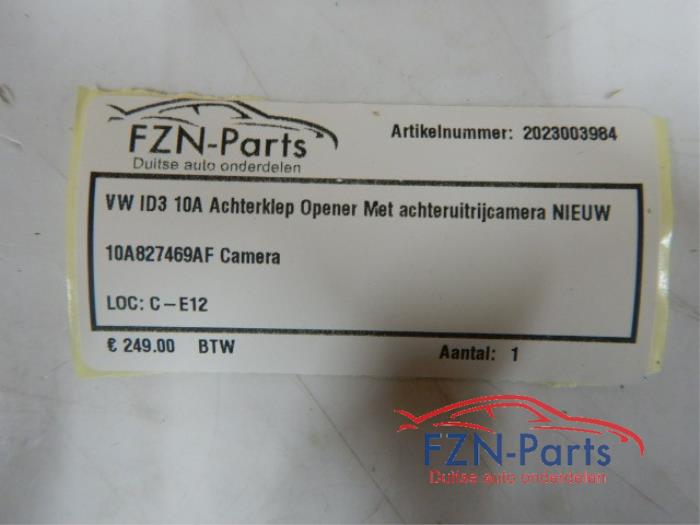 FZN-Parts
Duitse auto onderdelen
Artikelnummer: 2023003984
VW ID3 10A Achterklep Opener Met achteruitrijcamera NIEUW
10A827469AF Camera
LOC: C-E12
€ 249.00 BTW
Aantal: 1
FZN-Parts
Duitse auto onderdelen